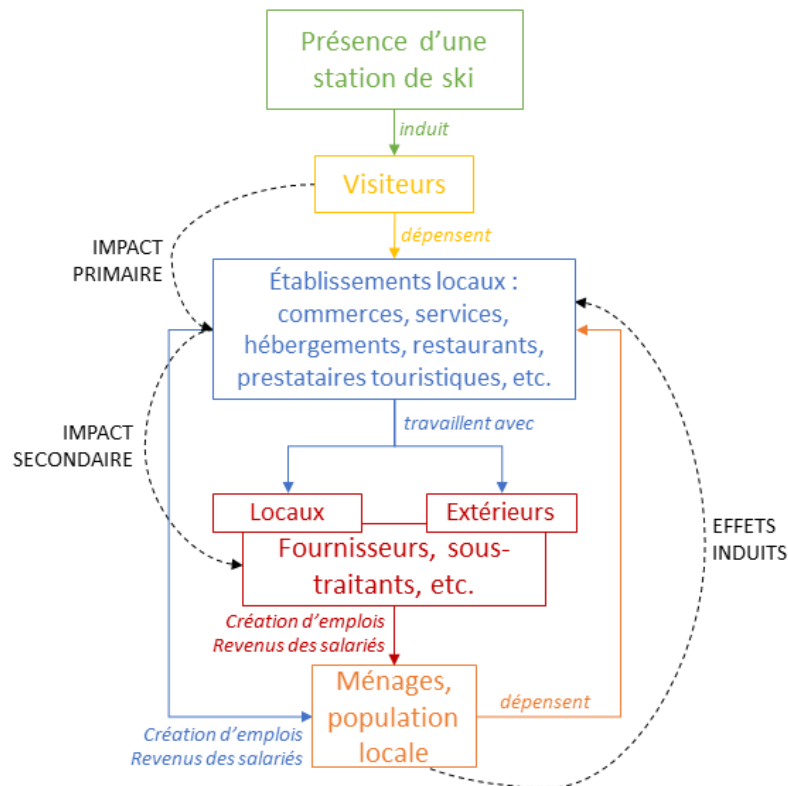 Présence d’une
station de ski
induit
Visiteurs
dépensent
IMPACT
PRIMAIRE
Établissements locaux :
commerces, services,
hébergements, restaurants,
prestataires touristiques, etc.
travaillent avec
IMPACT
SECONDAIRE
Locaux
Extérieurs
Fournisseurs, sous-
traitants, etc.
EFFETS
INDUITS
Création d’emplois
Revenus des salariés
Ménages,
population
locale
dépensent
Création d’emplois
Revenus des salariés